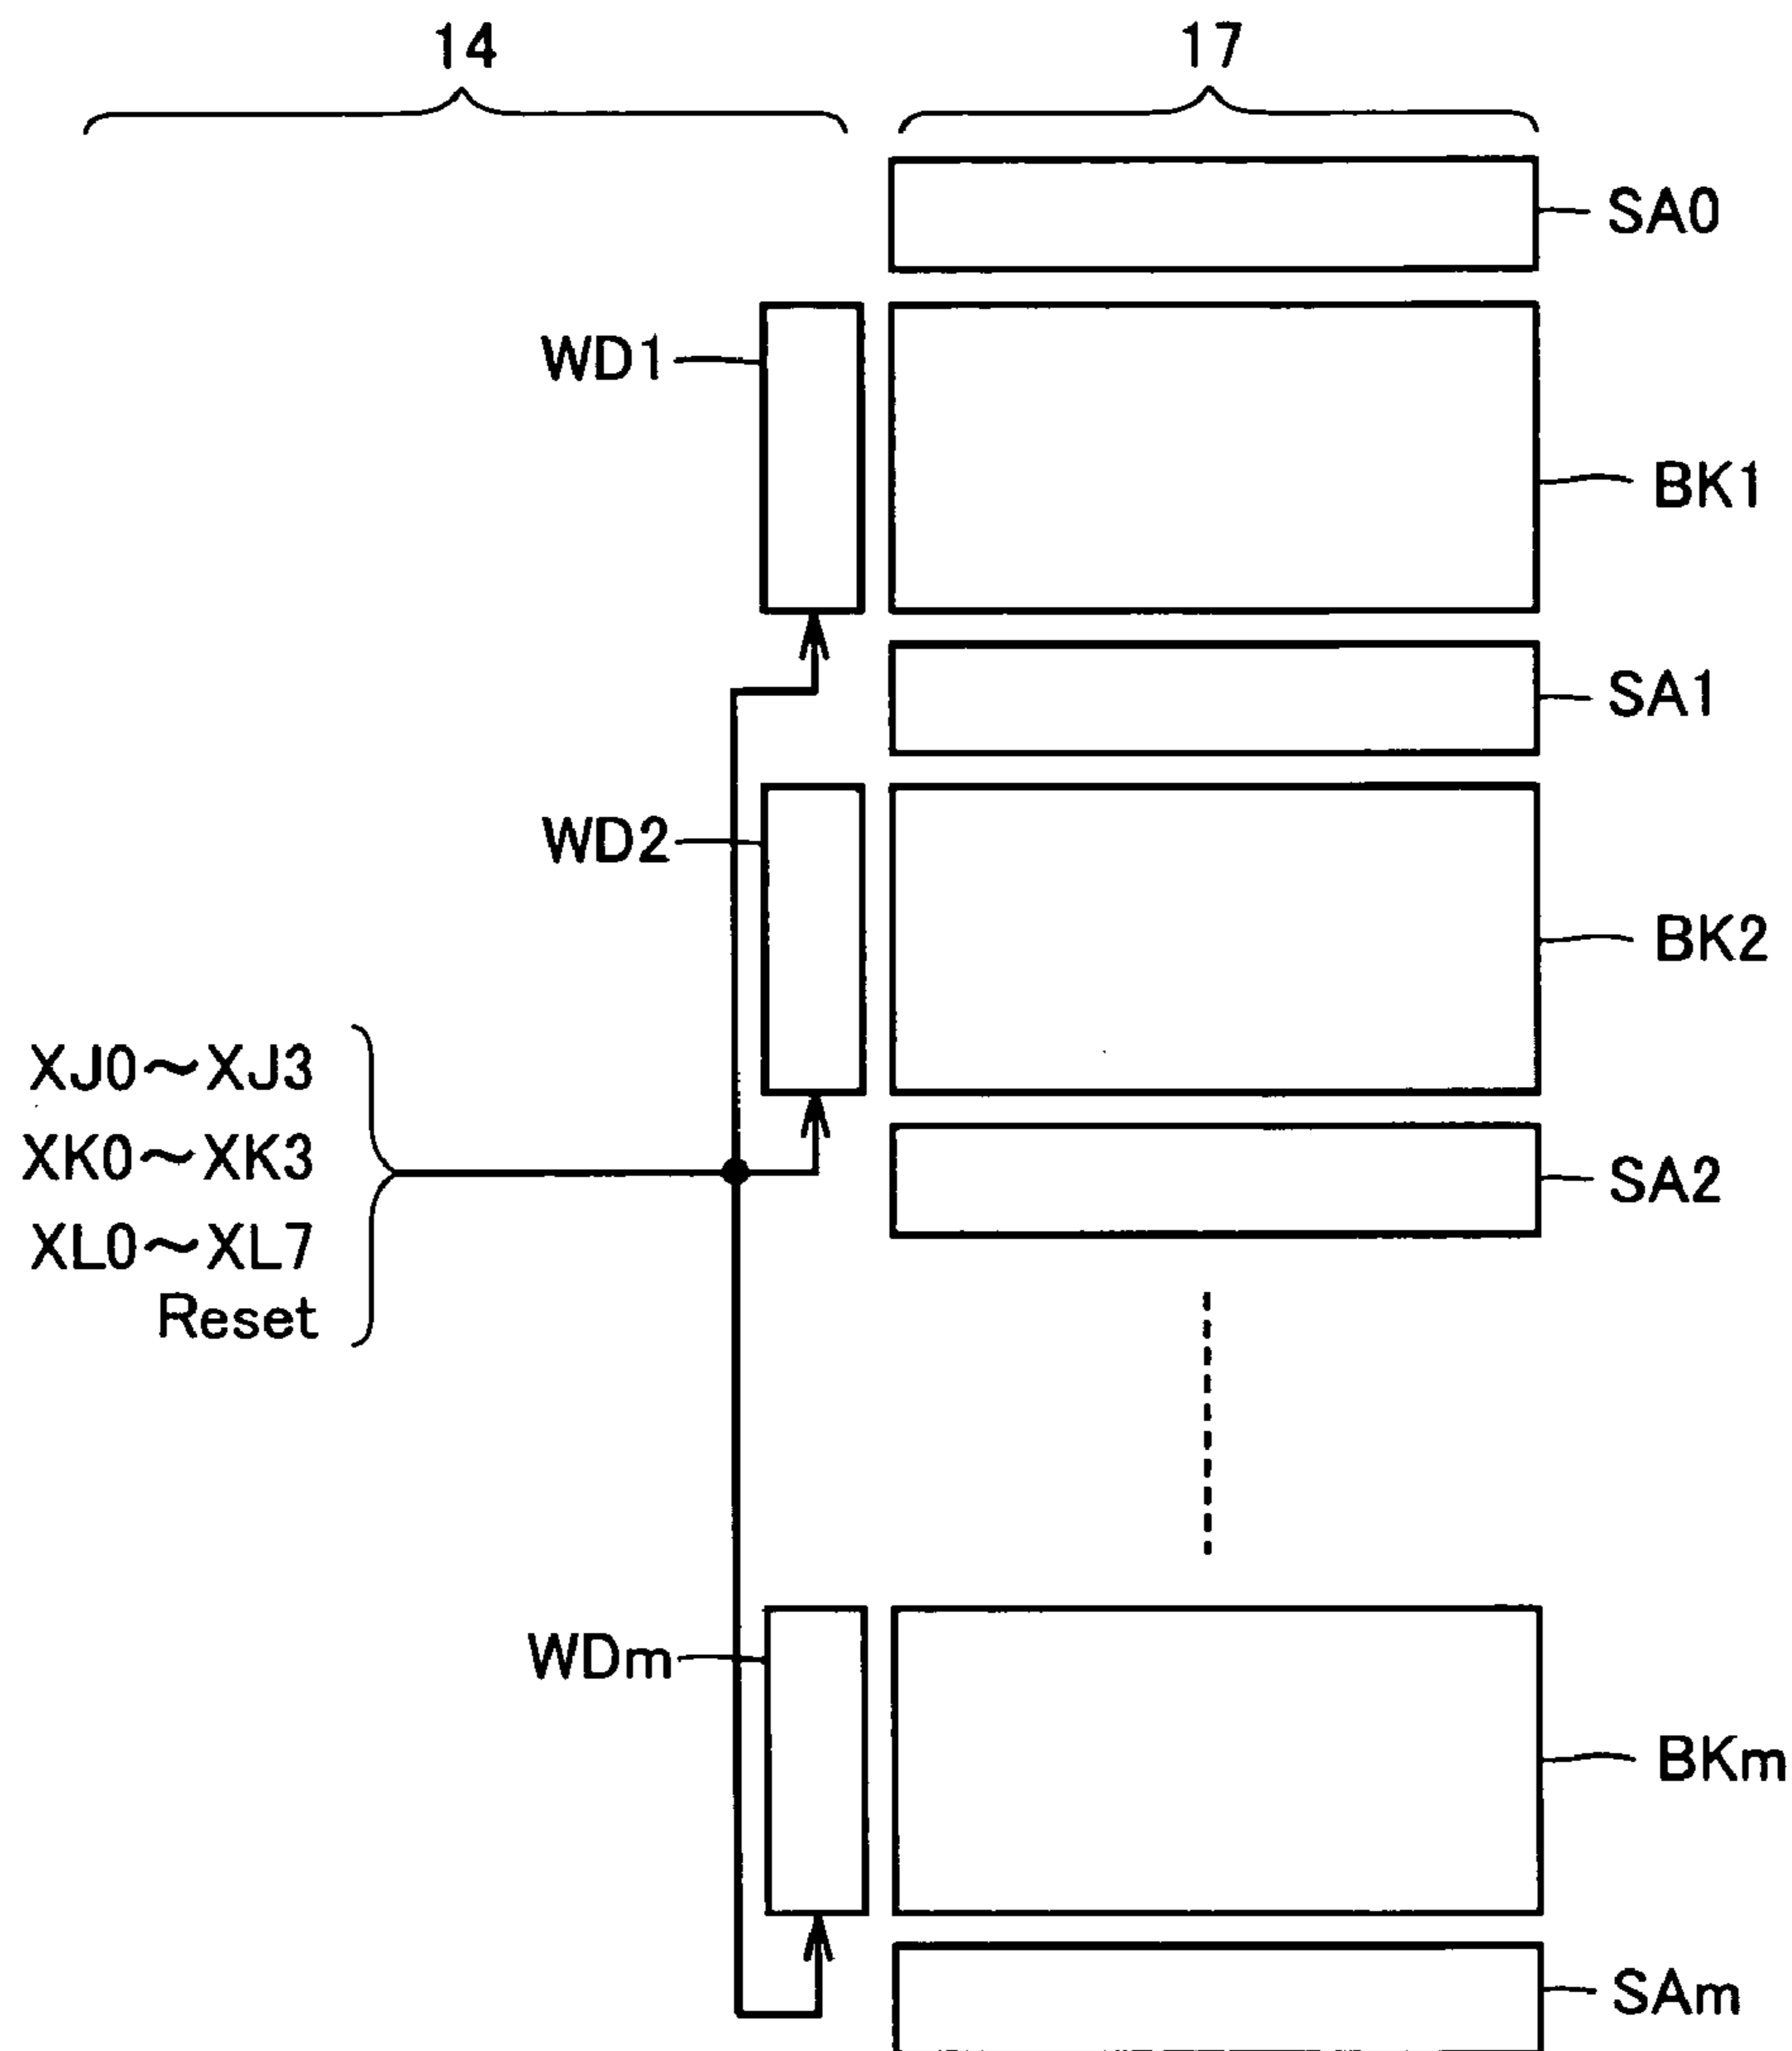 14
17
SA0
WD1
BK1
SA1
WD2
BK2
XJ0～XJ3
XK0～XK3
SA2
XL0～XL7
Reset
WDm
BKm
SAm